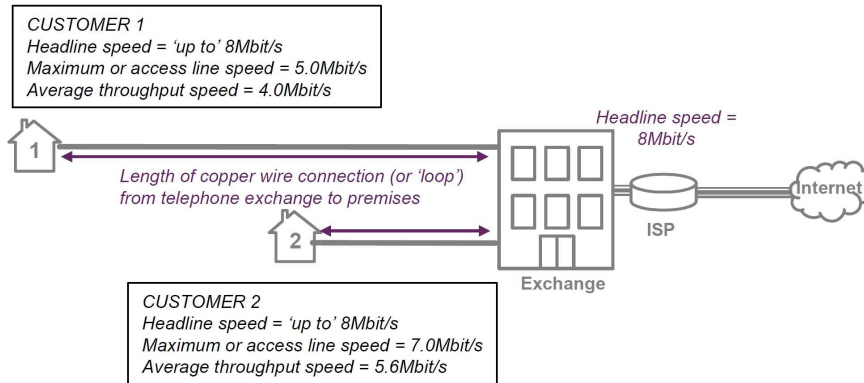 CUSTOMER 1
Headline speed = ‘up to’ 8Mbit/s
Maximum or access line speed = 5.0Mbit/s
Average throughput speed = 4.0Mbit/s
Headline speed =
8Mbit/s
1
Length of copper wire connection (or ‘loop’)
from telephone exchange to premises
Internet
ISP
2
Exchange
CUSTOMER 2
Headline speed = ‘up to’ 8Mbit/s
Maximum or access line speed = 7.0Mbit/s
Average throughput speed = 5.6Mbit/s